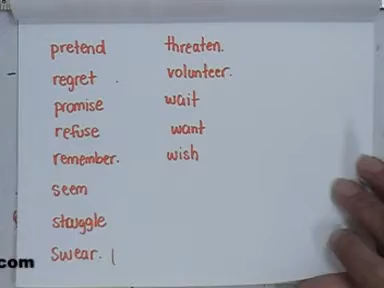 pretend
regret
promise
refuse
remember.
seem
struggle
swear.
threaten.
volunteer.
wait
want
wish
com